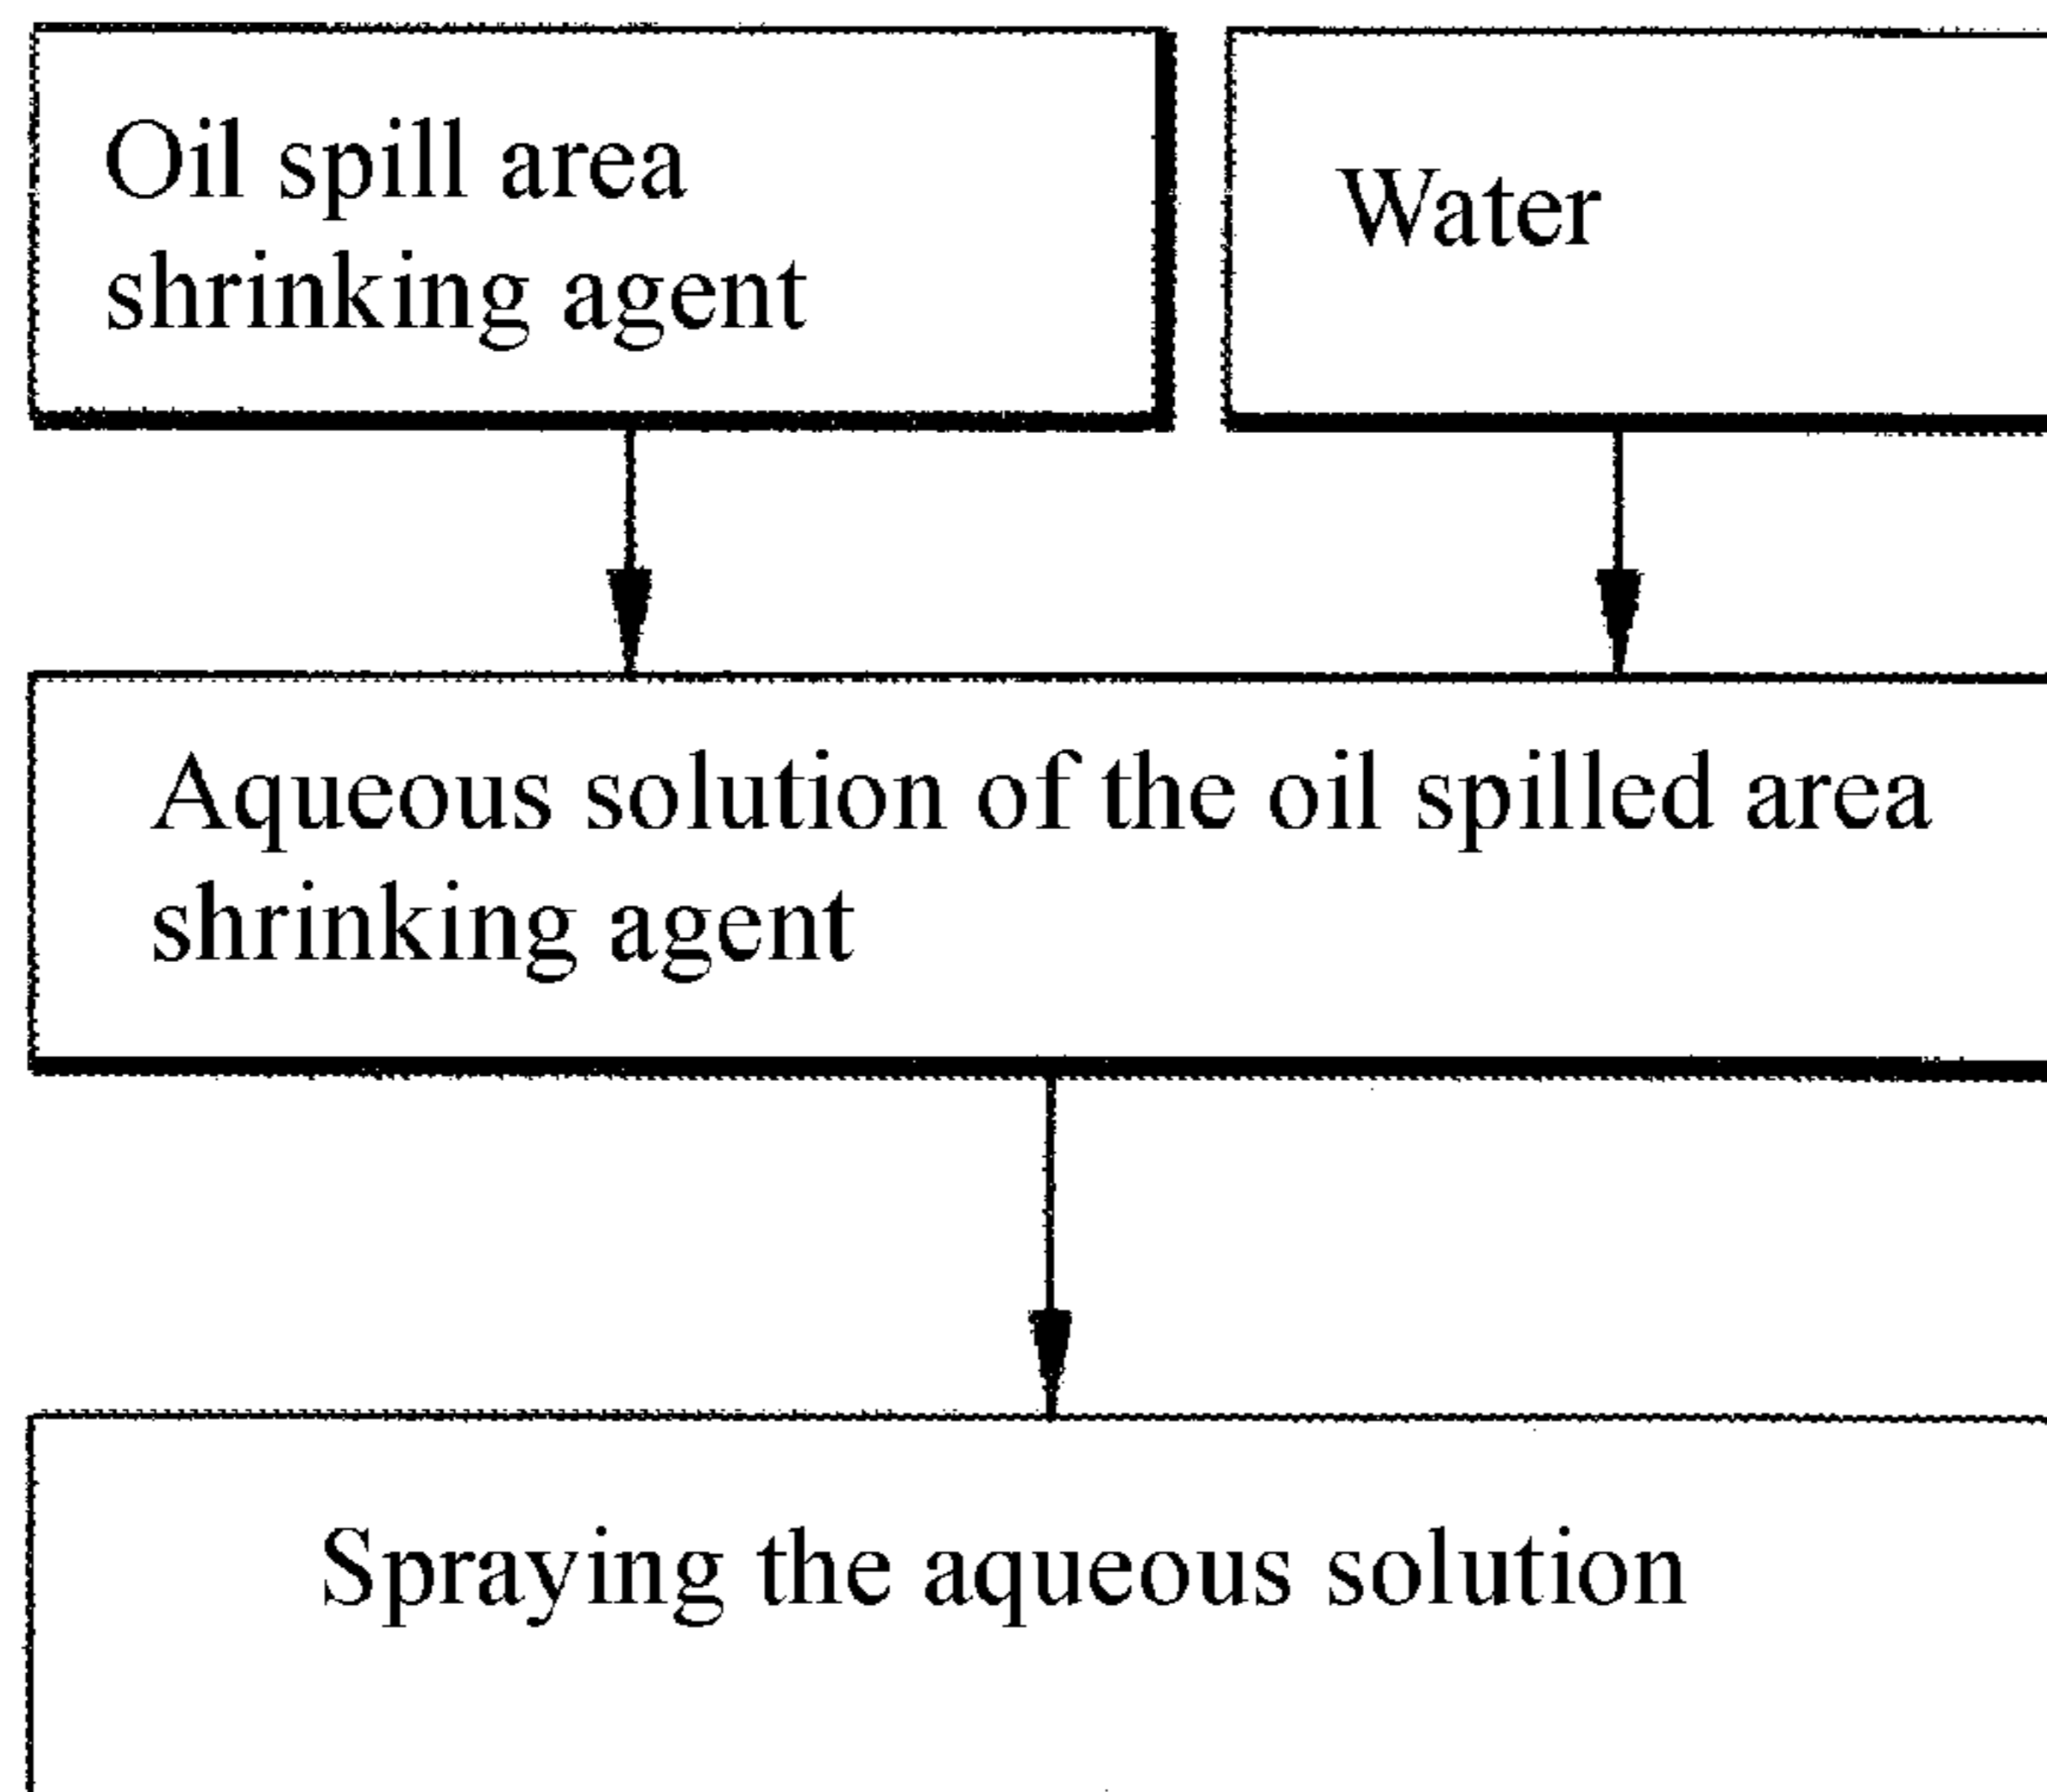 Oil spill area
shrinking agent
Water
Aqueous solution of the oil spilled area
shrinking agent
Spraying the aqueous solution